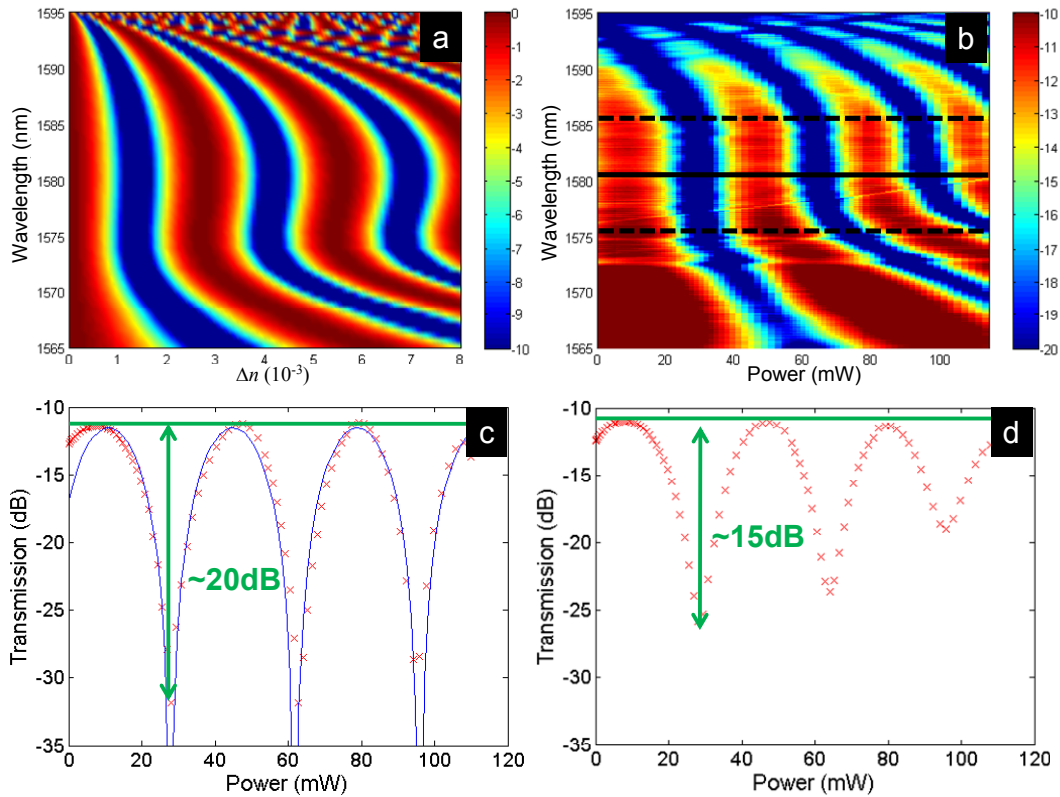 a
Wavelength (nm)
1595
1590
1585
1580
1575
1570
1565
0 1 2 3 4 5 6 7 8
Δn (10-3)
0
-1
-2
-3
-4
-5
-6
-7
-8
-9
-10
b
Wavelength (nm)
1595
1590
1585
1580
1575
1570
1565
0 20 40 60 80 100
Power (mW)
-10
-11
-12
-13
-14
-15
-16
-17
-18
-19
-20
c
Transmission (dB)
-10
-15
-20
-25
-30
-35
~20dB
0 20 40 60 80 100 120
Power (mW)
d
Transmission (dB)
-10
-15
-20
-25
-30
-35
~15dB
0 20 40 60 80 100 120
Power (mW)